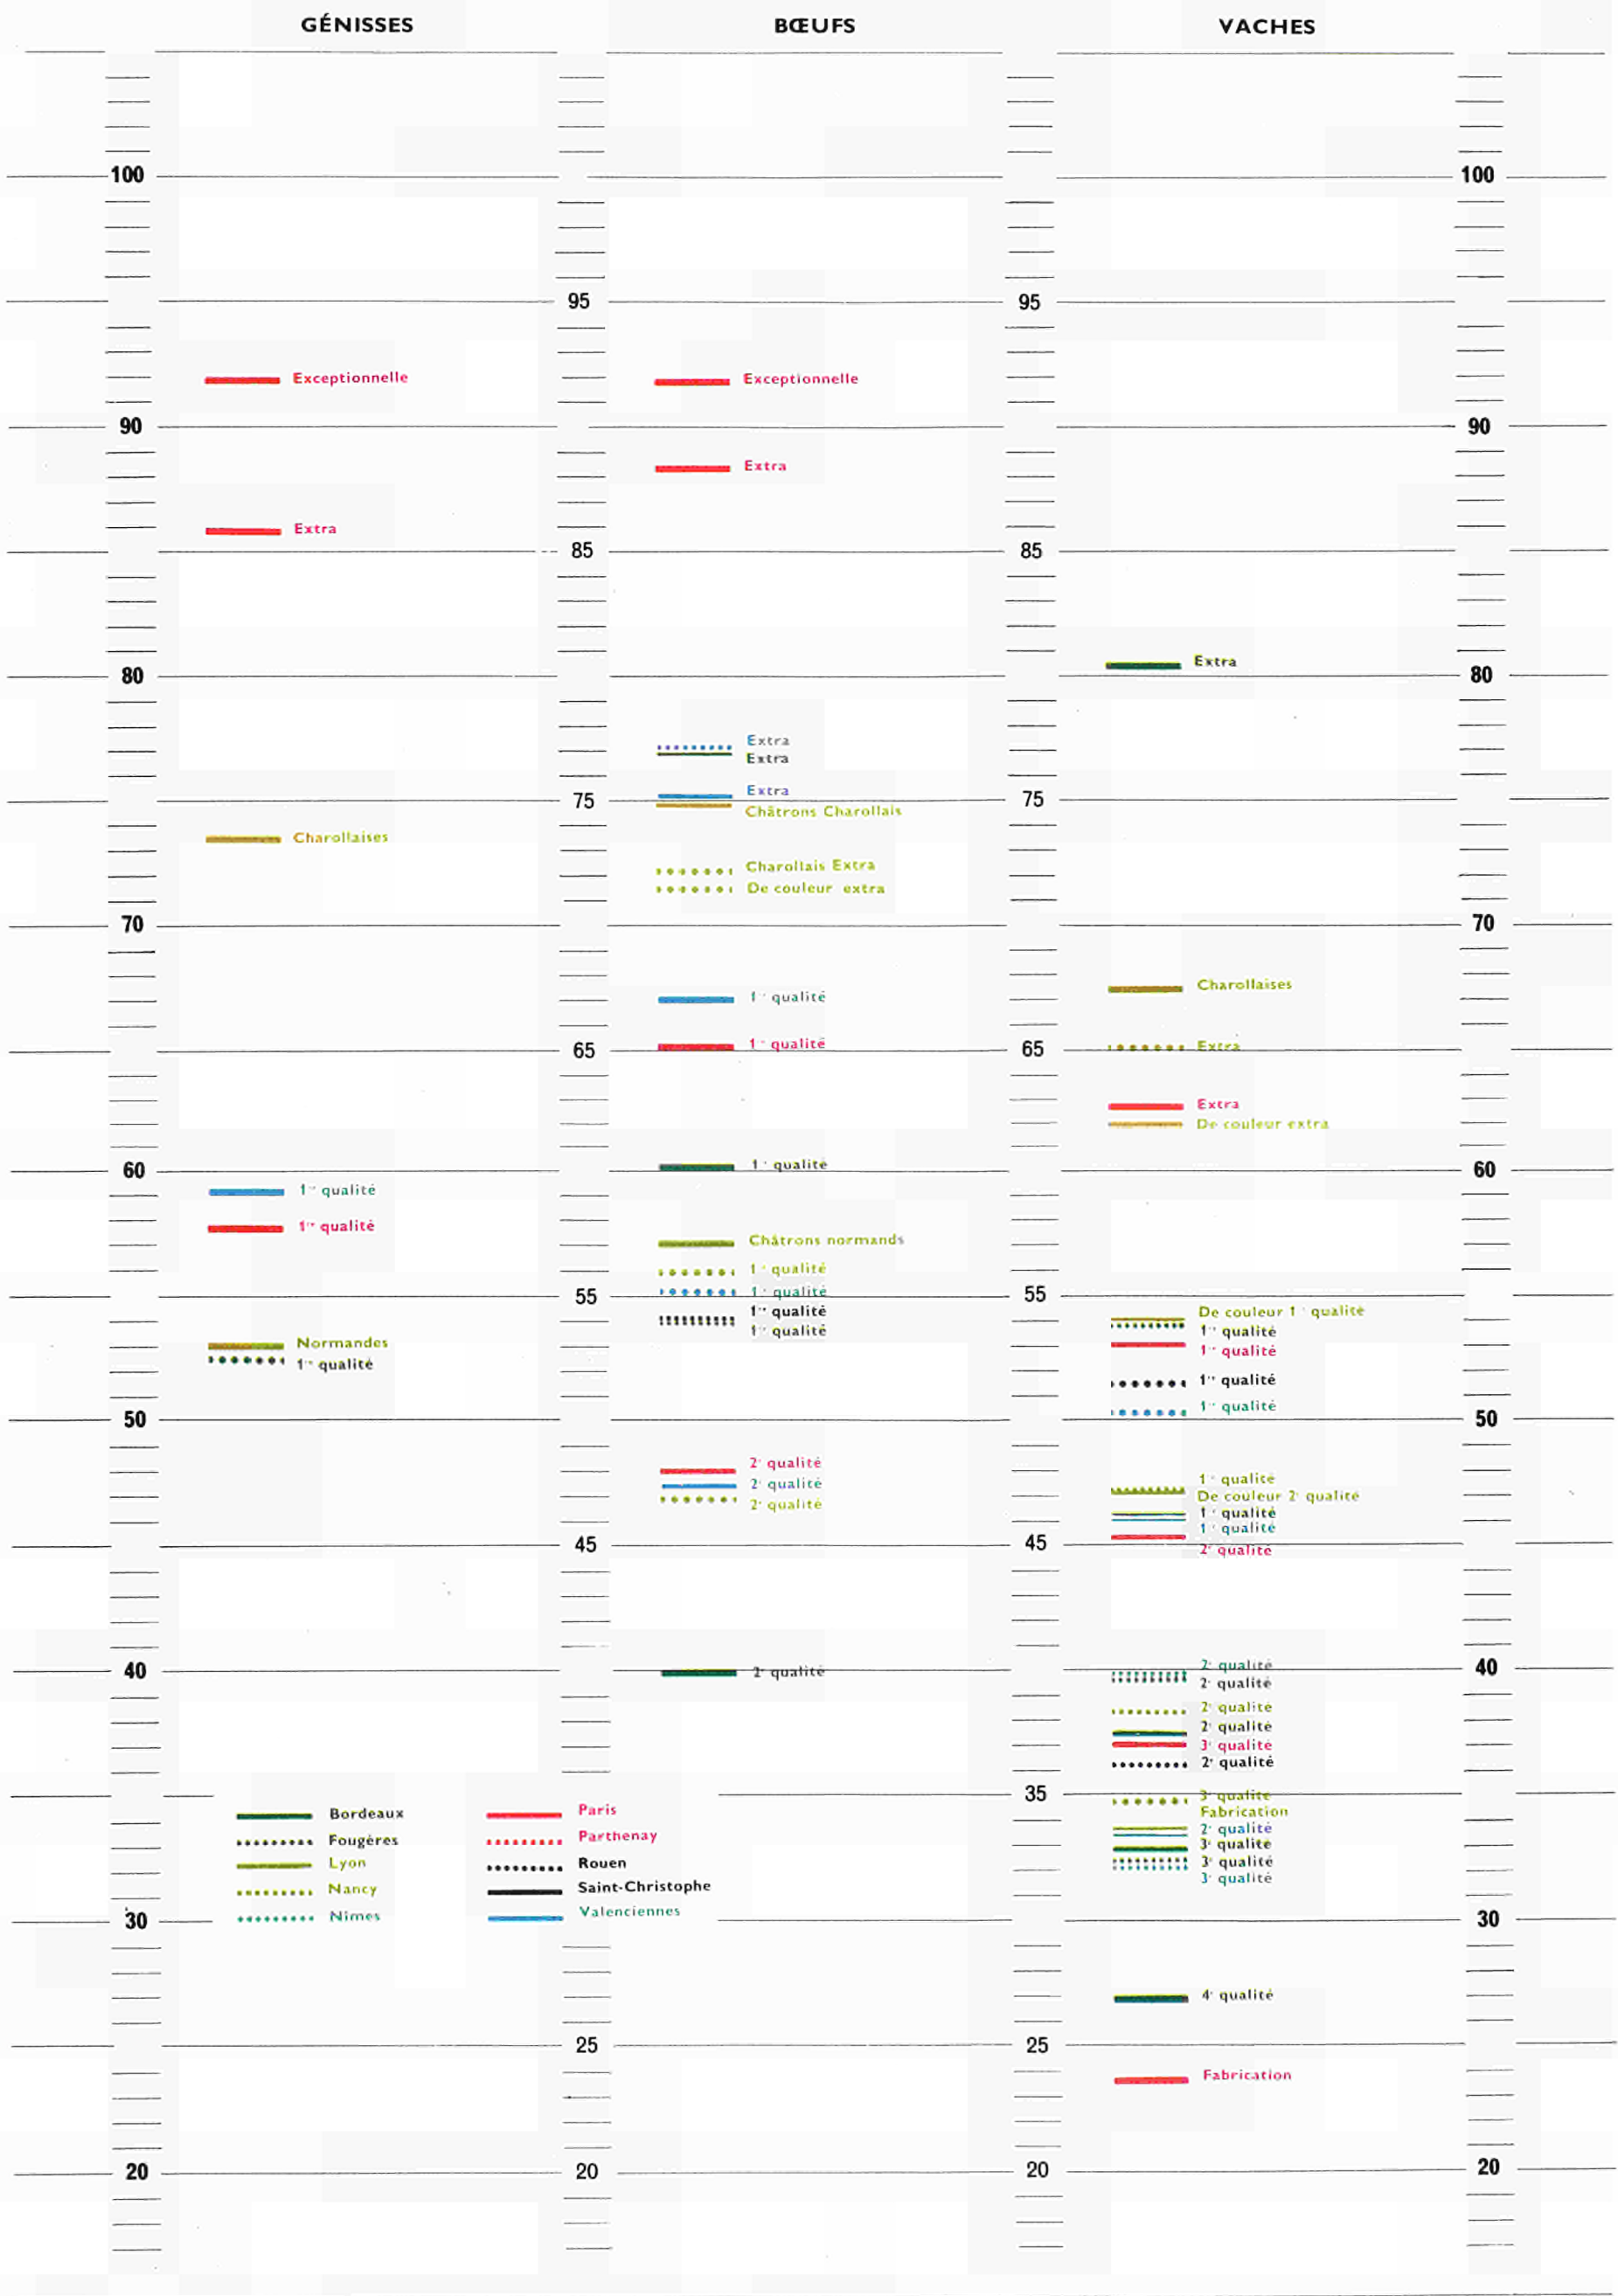 GÉNISSES BŒUFS VACHES
100 100
95 95
Exceptionnelle Exceptionnelle
90 90
Extra
Extra
85 85
Extra
80 80
Extra
Extra
Extra
75 75
Châtrons Charollais
Charollaises
Charollais Extra
De couleur extra
70 70
Charollaises
1re qualité
1re qualité
65 65
Extra
Extra
De couleur extra
1re qualité
60 60
1re qualité
1re qualité
Châtrons normands
1re qualité
1re qualité
55 55
1re qualité De couleur 1re qualité
1re qualité 1re qualité
Normandes 1re qualité
1re qualité
1re qualité
1re qualité
50 50
2e qualité
1re qualité
2e qualité
De couleur 2e qualité
2e qualité
1re qualité
1re qualité
45 45
2e qualité
2e qualité
40 2e qualité 40
2e qualité
2e qualité
2e qualité
3e qualité
2e qualité
35
3e qualité
Bordeaux Paris Fabrication
2e qualité
Fougères Parthenay 3e qualité
Lyon Rouen 3e qualité
3e qualité
Nancy Saint-Christophe
Nimes Valenciennes
30 30
4e qualité
25 25
Fabrication
20 20 20 20